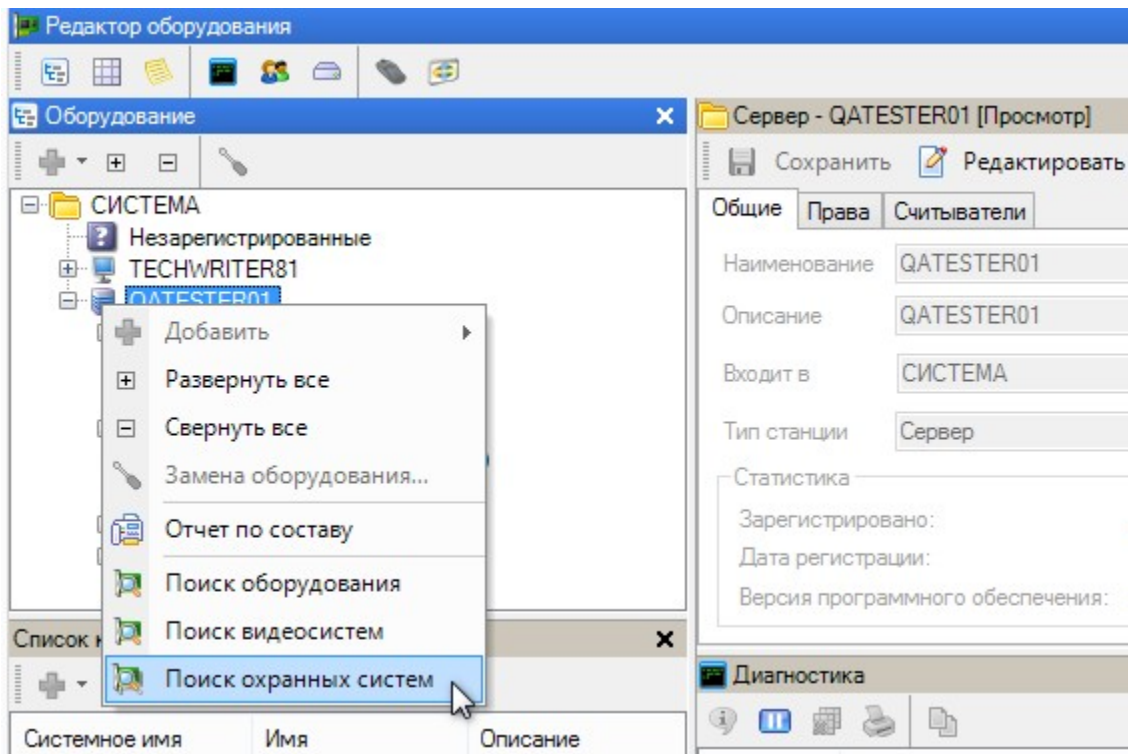 Редактор оборудования
Оборудование
СИСТЕМА
Незарегистрированные
TECHWRITER81
QATESTER01
Добавить
Развернуть все
Свернуть все
Замена оборудования...
Отчет по составу
Поиск оборудования
Поиск видеосистем
Поиск охранных систем
Список
Системное имя Имя Описание
Сервер - QATESTER01 [Просмотр]
Сохранить Редактировать
Общие Права Считыватели
Наименование QATESTER01
Описание QATESTER01
Входит в СИСТЕМА
Тип станции Сервер
Статистика
Зарегистрировано:
Дата регистрации:
Версия программного обеспечения:
Диагностика